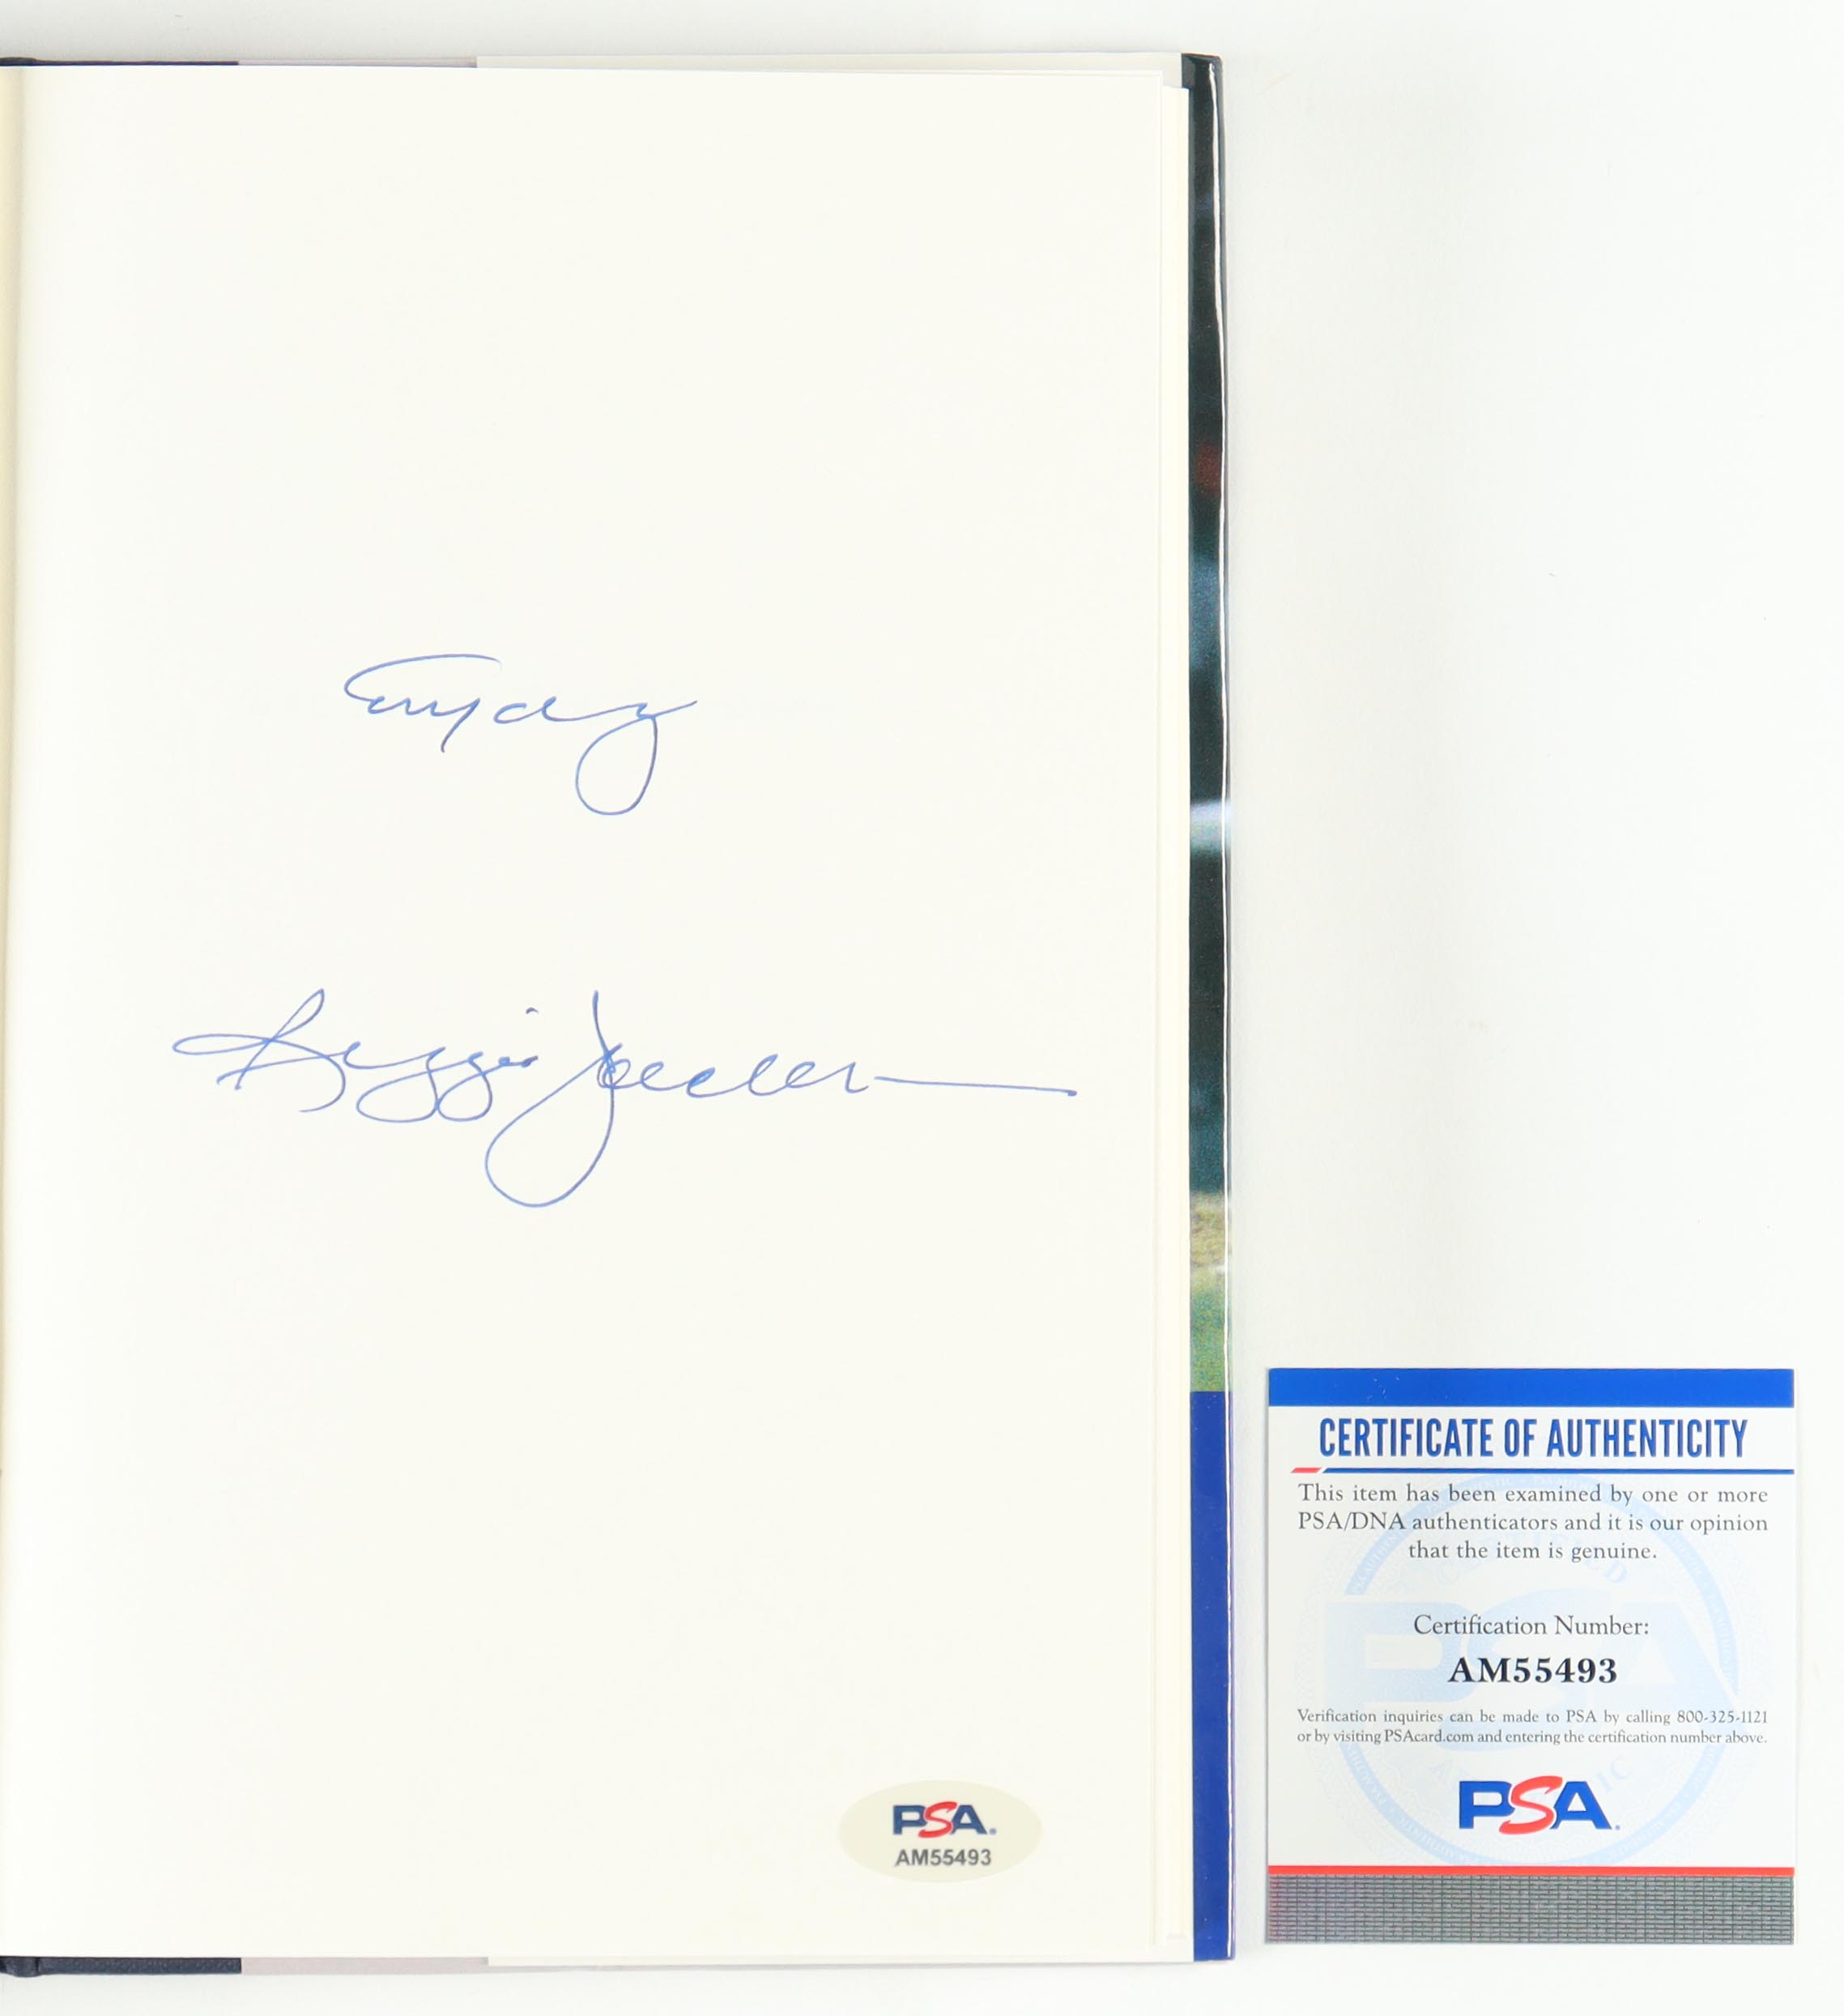 Enjoy
Reggie Jackson
PSA.
AM55493
CERTIFICATE OF AUTHENTICITY
This item has been examined by one or more
PSA/DNA authenticators and it is our opinion
that the item is genuine.
Certification Number:
AM55493
Verification inquiries can be made to PSA by calling 800-325-1121
or by visiting PSAcard.com and entering the certification number above.
PSA.